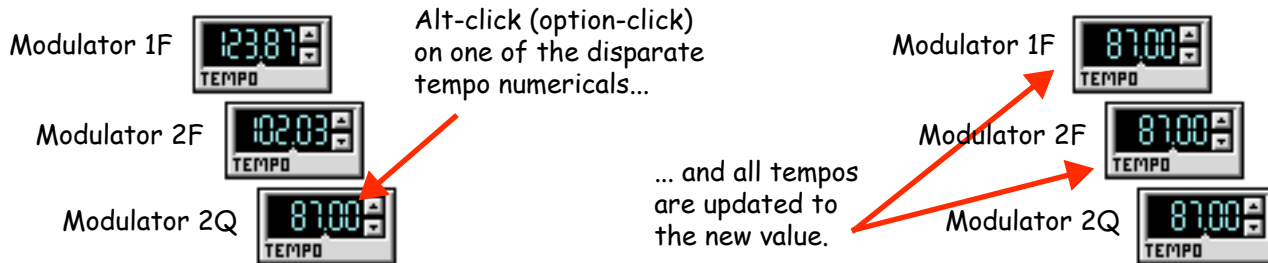 Modulator 1F
123.87
TEMPO
Modulator 2F
102.03
TEMPO
Modulator 2Q
87.00
TEMPO
Alt-click (option-click)
on one of the disparate
tempo numericals...
... and all tempos
are updated to
the new value.
Modulator 1F
87.00
TEMPO
Modulator 2F
87.00
TEMPO
Modulator 2Q
87.00
TEMPO